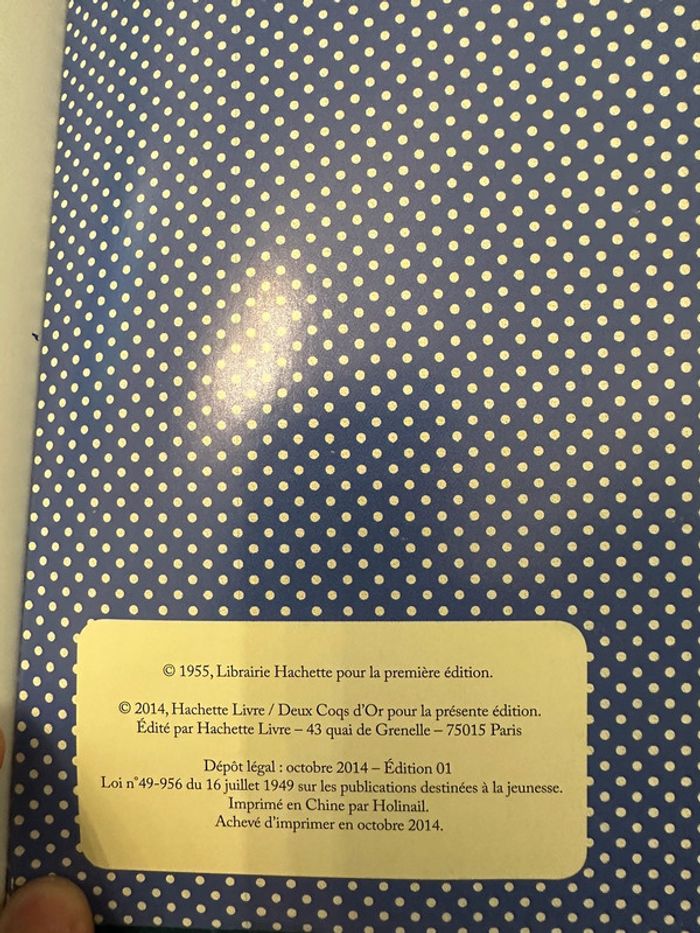 © 1955, Librairie Hachette pour la première édition.
© 2014, Hachette Livre / Deux Coqs d'Or pour la présente édition.
Édité par Hachette Livre – 43 quai de Grenelle – 75015 Paris
Dépôt légal : octobre 2014 – Édition 01
Loi n°49-956 du 16 juillet 1949 sur les publications destinées à la jeunesse.
Imprimé en Chine par Holinail.
Achevé d'imprimer en octobre 2014.